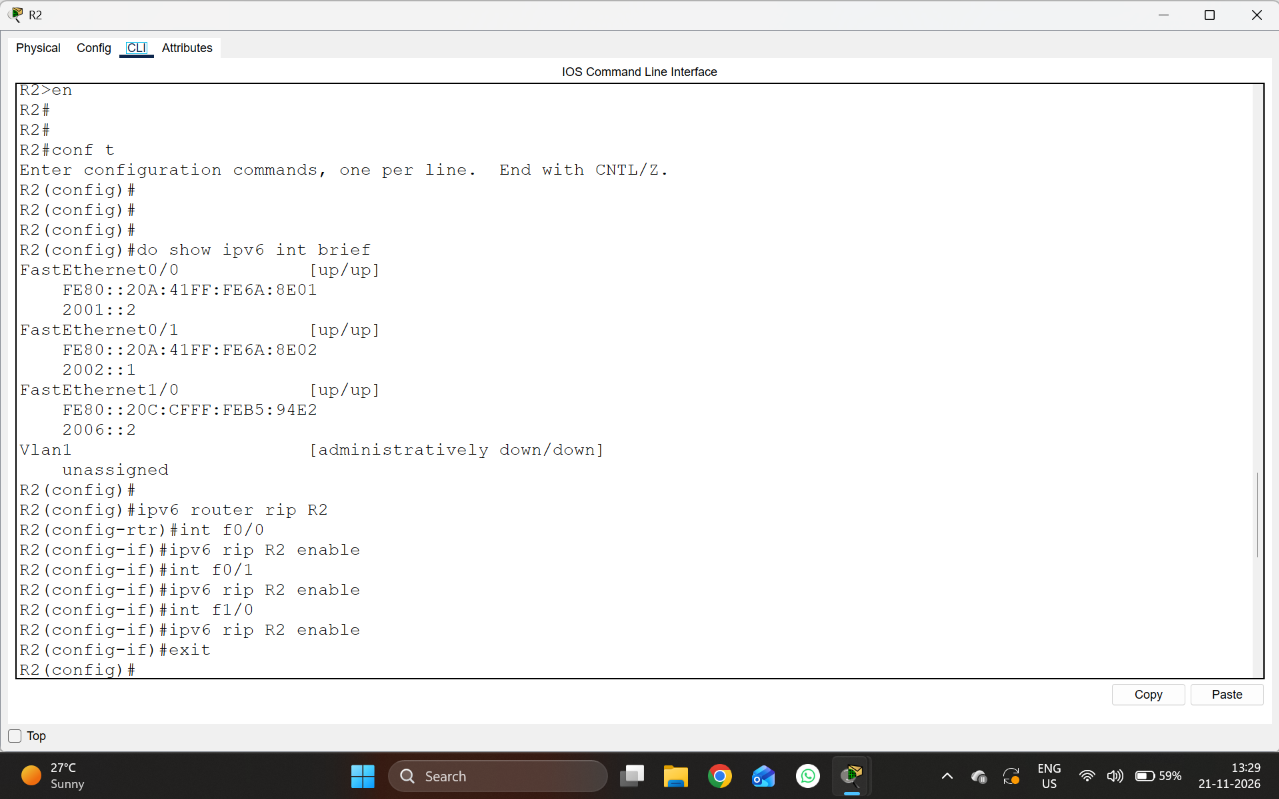 R2
Physical Config CLI Attributes
IOS Command Line Interface
R2>en
R2#
R2#
R2#conf t
Enter configuration commands, one per line.  End with CNTL/Z.
R2(config)#
R2(config)#
R2(config)#
R2(config)#do show ipv6 int brief
FastEthernet0/0            [up/up]
    FE80::20A:41FF:FE6A:8E01
    2001::2
FastEthernet0/1            [up/up]
    FE80::20A:41FF:FE6A:8E02
    2002::1
FastEthernet1/0            [up/up]
    FE80::20C:CFFF:FEB5:94E2
    2006::2
Vlan1                      [administratively down/down]
    unassigned
R2(config)#
R2(config)#ipv6 router rip R2
R2(config-rtr)#int f0/0
R2(config-if)#ipv6 rip R2 enable
R2(config-if)#int f0/1
R2(config-if)#ipv6 rip R2 enable
R2(config-if)#int f1/0
R2(config-if)#ipv6 rip R2 enable
R2(config-if)#exit
R2(config)#
Copy Paste
Top
27°C
Sunny
Search
ENG
US
59%
13:29
21-11-2026